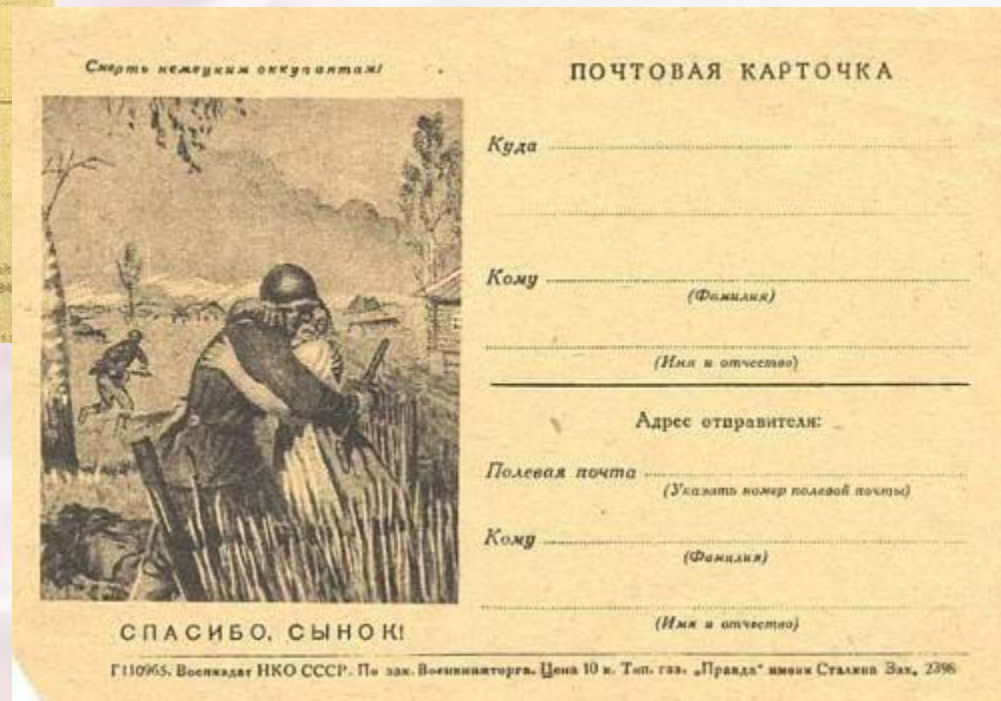 Смерть немецким оккупантам!
СПАСИБО, СЫНОК!
ПОЧТОВАЯ КАРТОЧКА
Куда
Кому
(Фамилия)
(Имя и отчество)
Адрес отправителя:
Полевая почта
(Указать номер полевой почты)
Кому
(Фамилия)
(Имя и отчество)
Г110965. Воениздат НКО СССР. По зак. Военкниготорга. Цена 10 к. Тип. газ. „Правда“ имени Сталина Зак. 2398